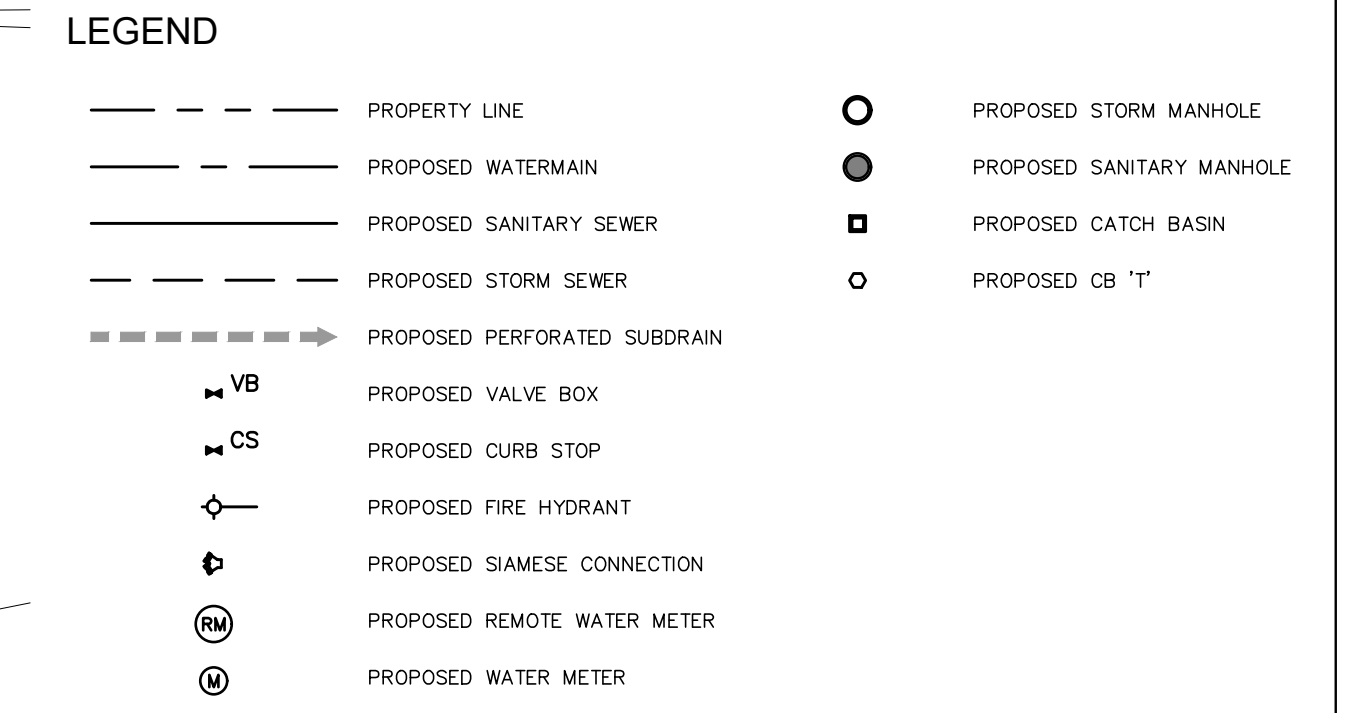 LEGEND
PROPERTY LINE
PROPOSED WATERMAIN
PROPOSED SANITARY SEWER
PROPOSED STORM SEWER
PROPOSED PERFORATED SUBDRAIN
VB PROPOSED VALVE BOX
CS PROPOSED CURB STOP
PROPOSED FIRE HYDRANT
PROPOSED SIAMESE CONNECTION
RM PROPOSED REMOTE WATER METER
M PROPOSED WATER METER
PROPOSED STORM MANHOLE
PROPOSED SANITARY MANHOLE
PROPOSED CATCH BASIN
PROPOSED CB 'T'